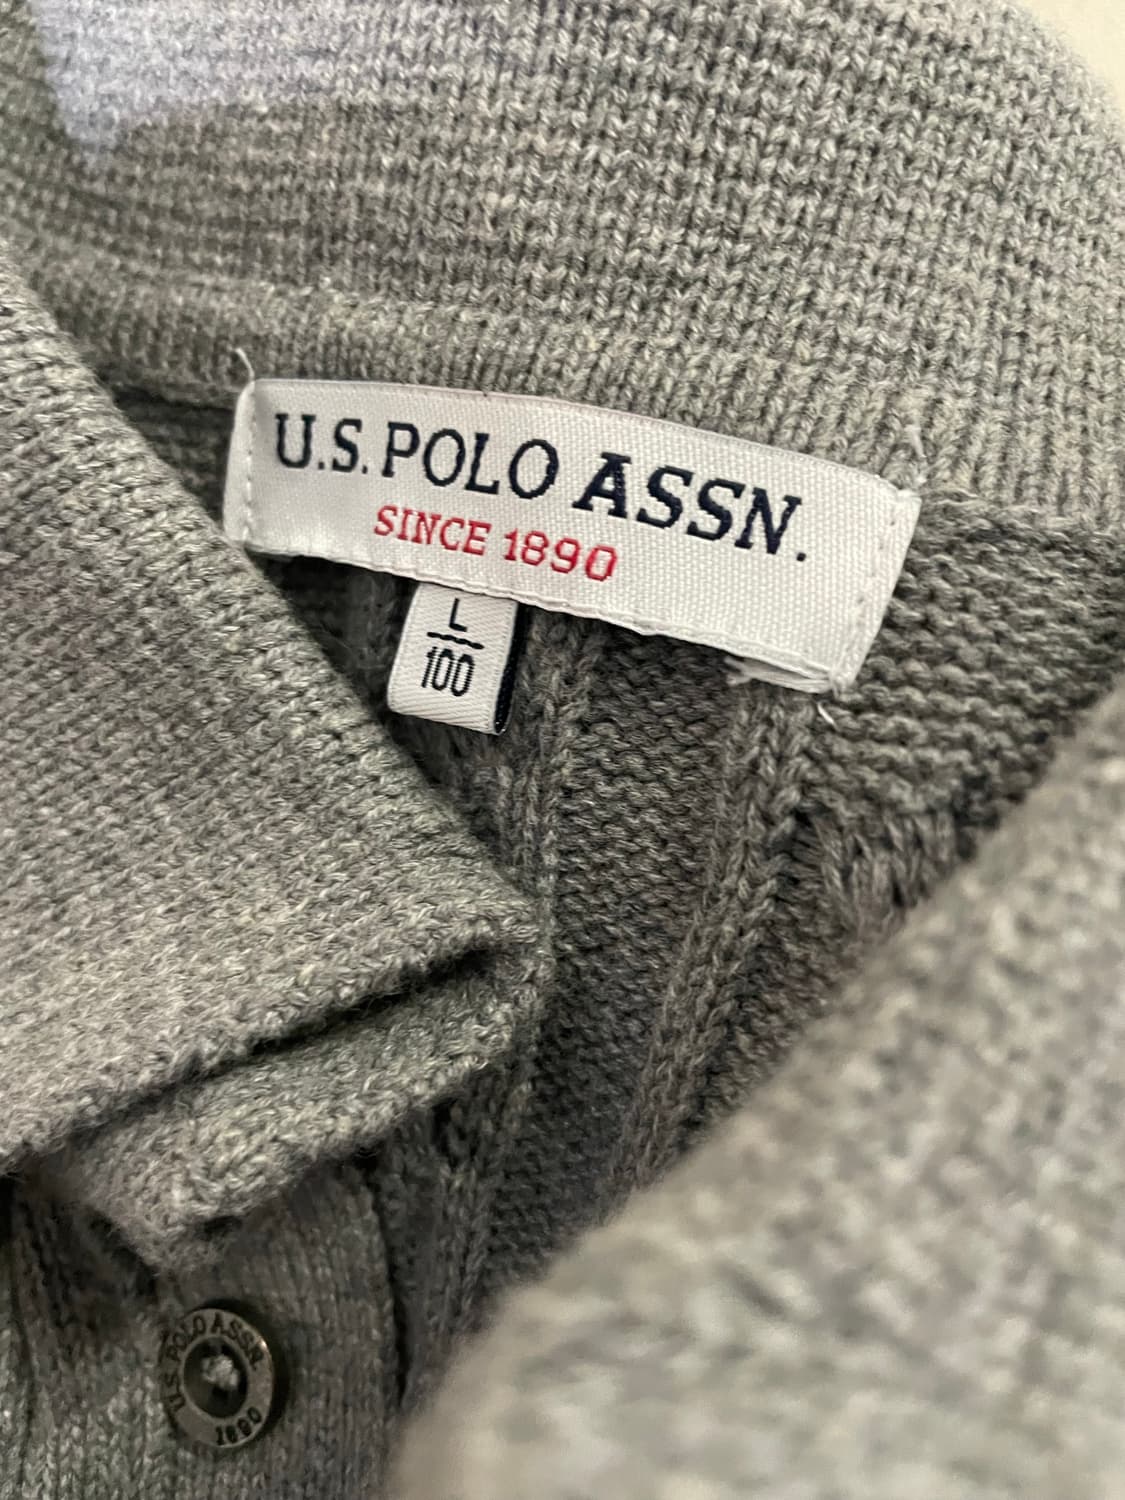 U.S. POLO ASSN.
SINCE 1890
L
100
U.S. POLO ASSN.
1890